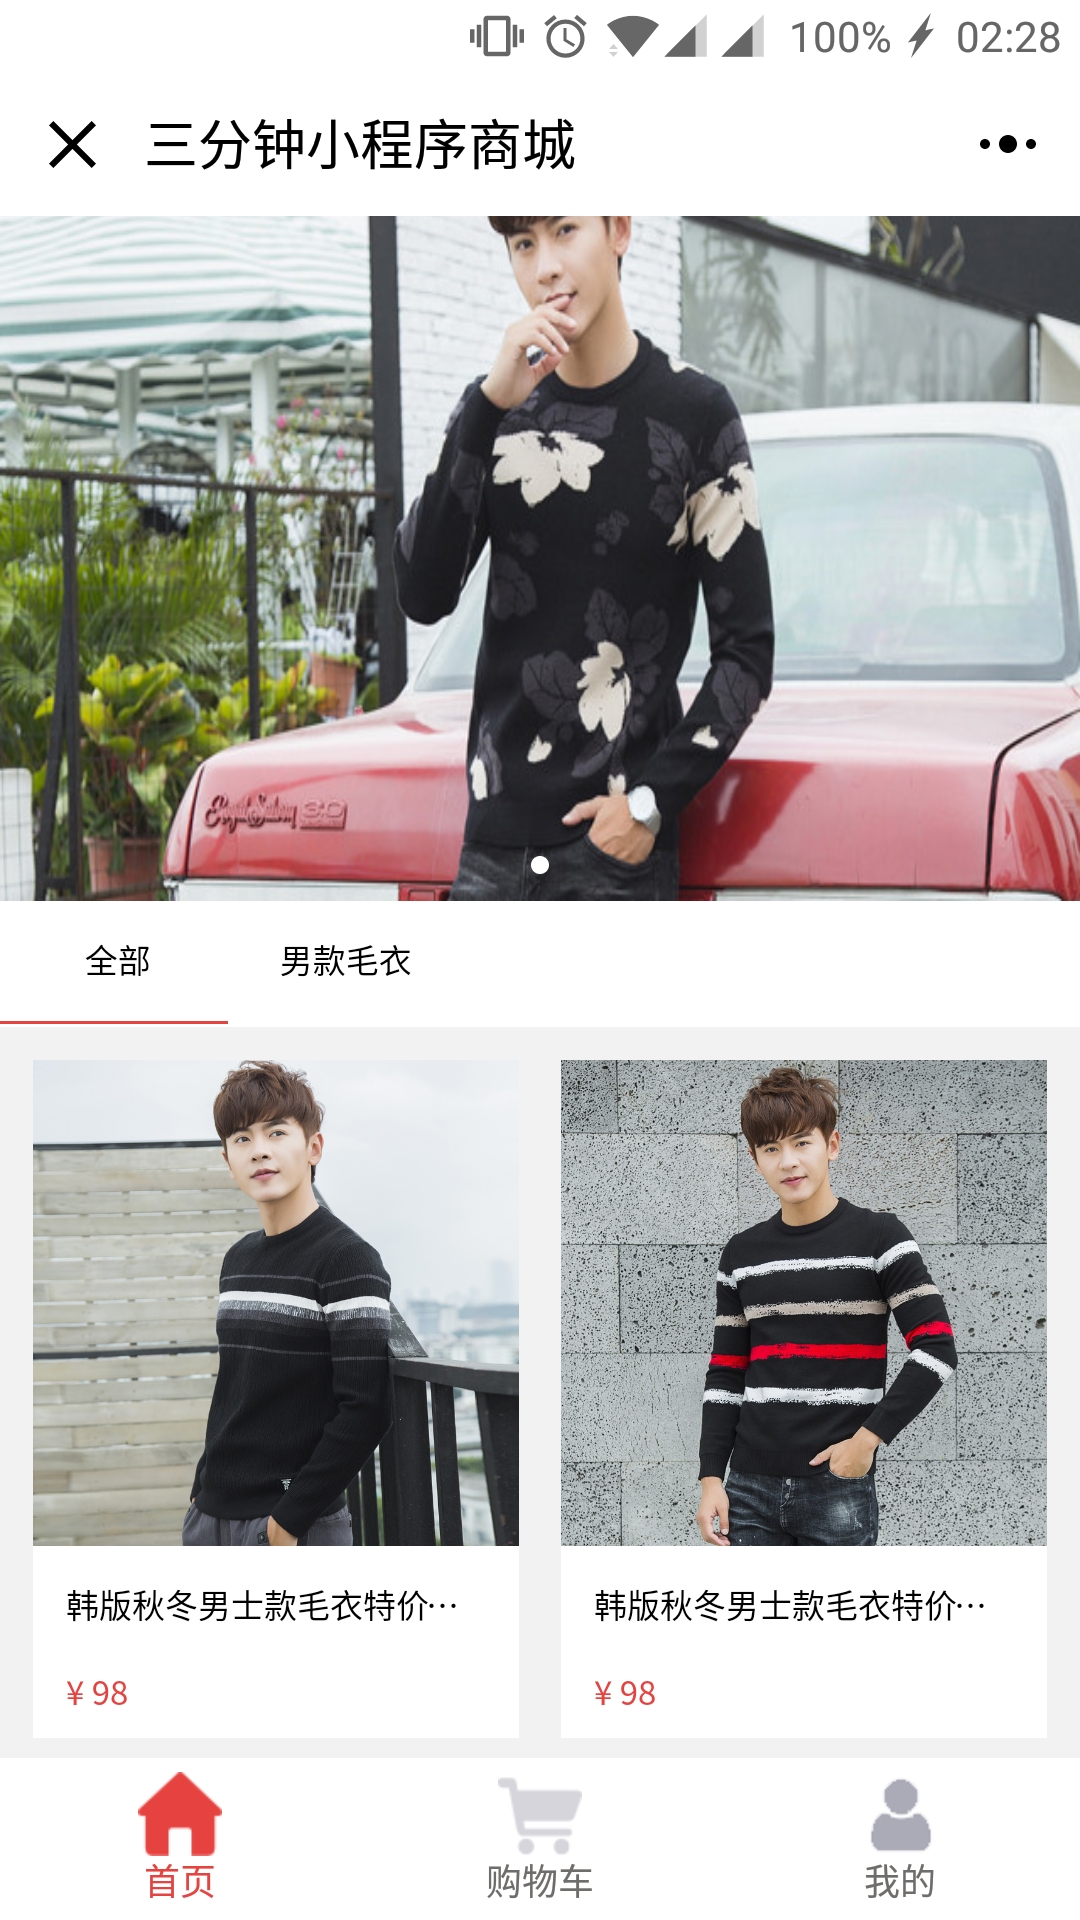 100% 02:28
三分钟小程序商城
全部 男款毛衣
韩版秋冬男士款毛衣特价… 韩版秋冬男士款毛衣特价…
¥ 98 ¥ 98
首页 购物车 我的